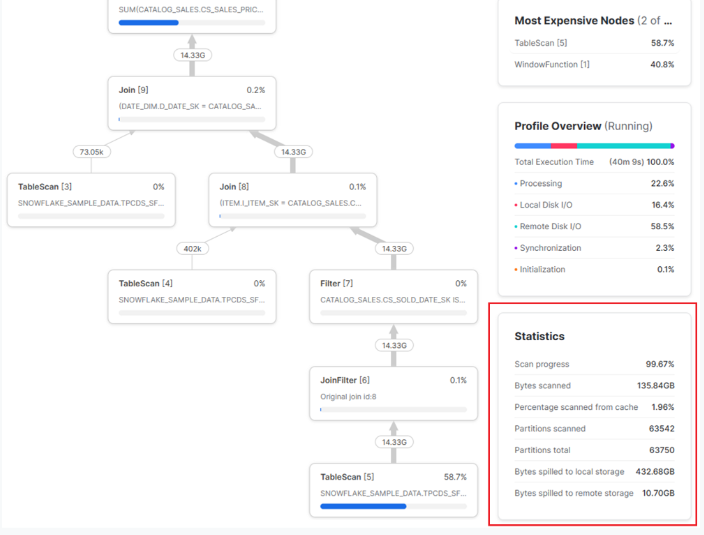 SUM(CATALOG_SALES.CS_SALES_PRIC...
14.33G
Join [9] 0.2%
(DATE_DIM.D_DATE_SK = CATALOG_SA...
73.05k
14.33G
TableScan [3] 0%
SNOWFLAKE_SAMPLE_DATA.TPCDS_SF...
Join [8] 0.1%
(ITEM.I_ITEM_SK = CATALOG_SALES.C...
402k
14.33G
TableScan [4] 0%
SNOWFLAKE_SAMPLE_DATA.TPCDS_SF...
Filter [7] 0%
CATALOG_SALES.CS_SOLD_DATE_SK IS...
14.33G
JoinFilter [6] 0.1%
Original join id:8
14.33G
TableScan [5] 58.7%
SNOWFLAKE_SAMPLE_DATA.TPCDS_SF...
Most Expensive Nodes (2 of ...
TableScan [5] 58.7%
WindowFunction [1] 40.8%
Profile Overview (Running)
Total Execution Time (40m 9s) 100.0%
Processing 22.6%
Local Disk I/O 16.4%
Remote Disk I/O 58.5%
Synchronization 2.3%
Initialization 0.1%
Statistics
Scan progress 99.67%
Bytes scanned 135.84GB
Percentage scanned from cache 1.96%
Partitions scanned 63542
Partitions total 63750
Bytes spilled to local storage 432.68GB
Bytes spilled to remote storage 10.70GB